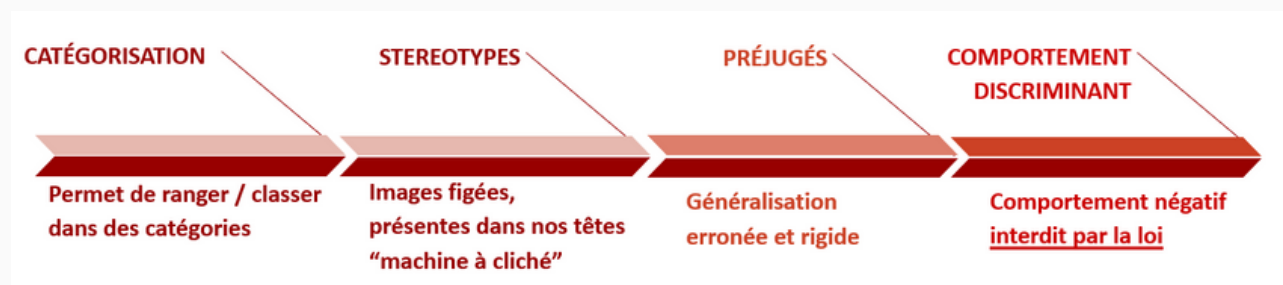 CATÉGORISATION
STEREOTYPES
PRÉJUGÉS
COMPORTEMENT
DISCRIMINANT
Permet de ranger / classer
dans des catégories
Images figées,
présentes dans nos têtes
“machine à cliché”
Généralisation
erronée et rigide
Comportement négatif
interdit par la loi